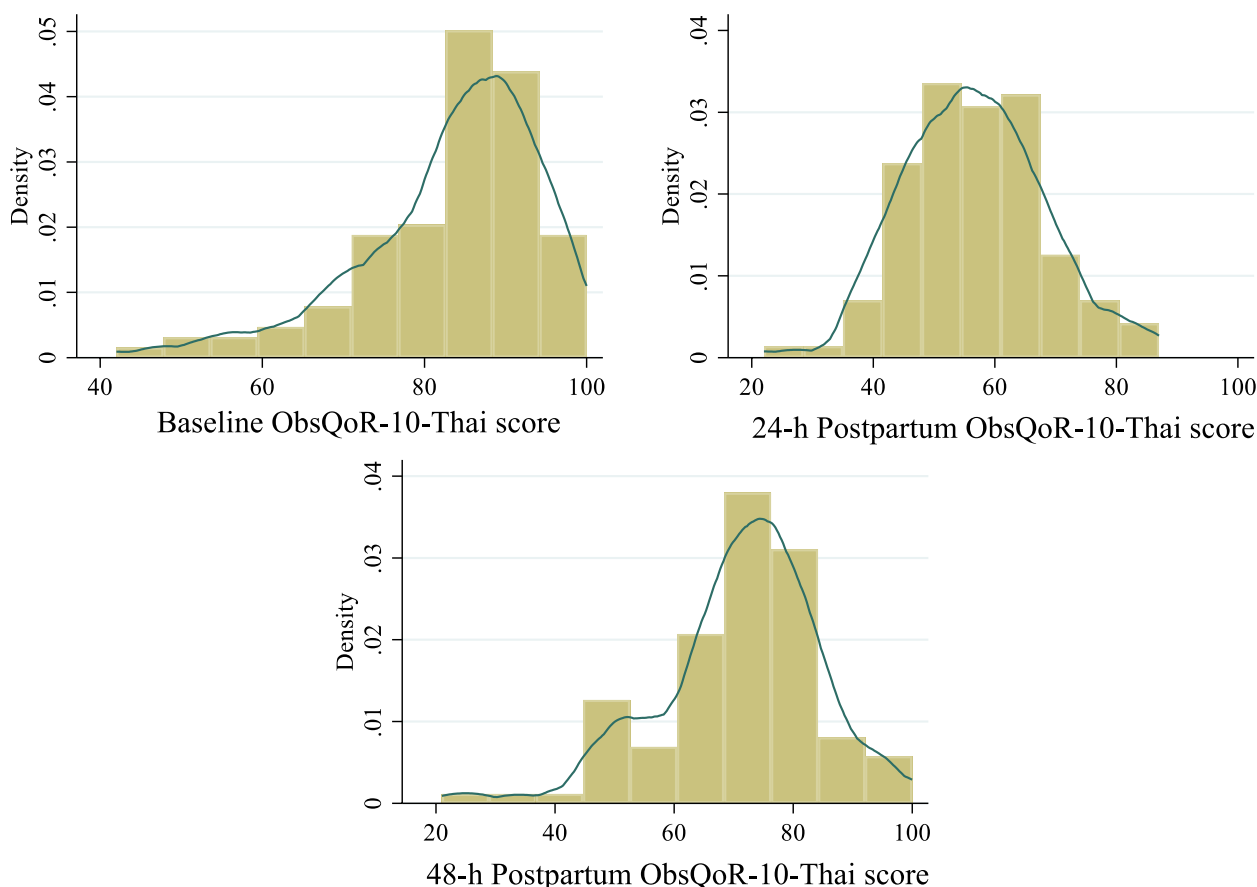 .05
.04
.03
.02
.01
0
Density
40 60 80 100
Baseline ObsQoR-10-Thai score
.04
.03
.02
.01
0
Density
20 40 60 80 100
24-h Postpartum ObsQoR-10-Thai score
.04
.03
.02
.01
0
Density
20 40 60 80 100
48-h Postpartum ObsQoR-10-Thai score